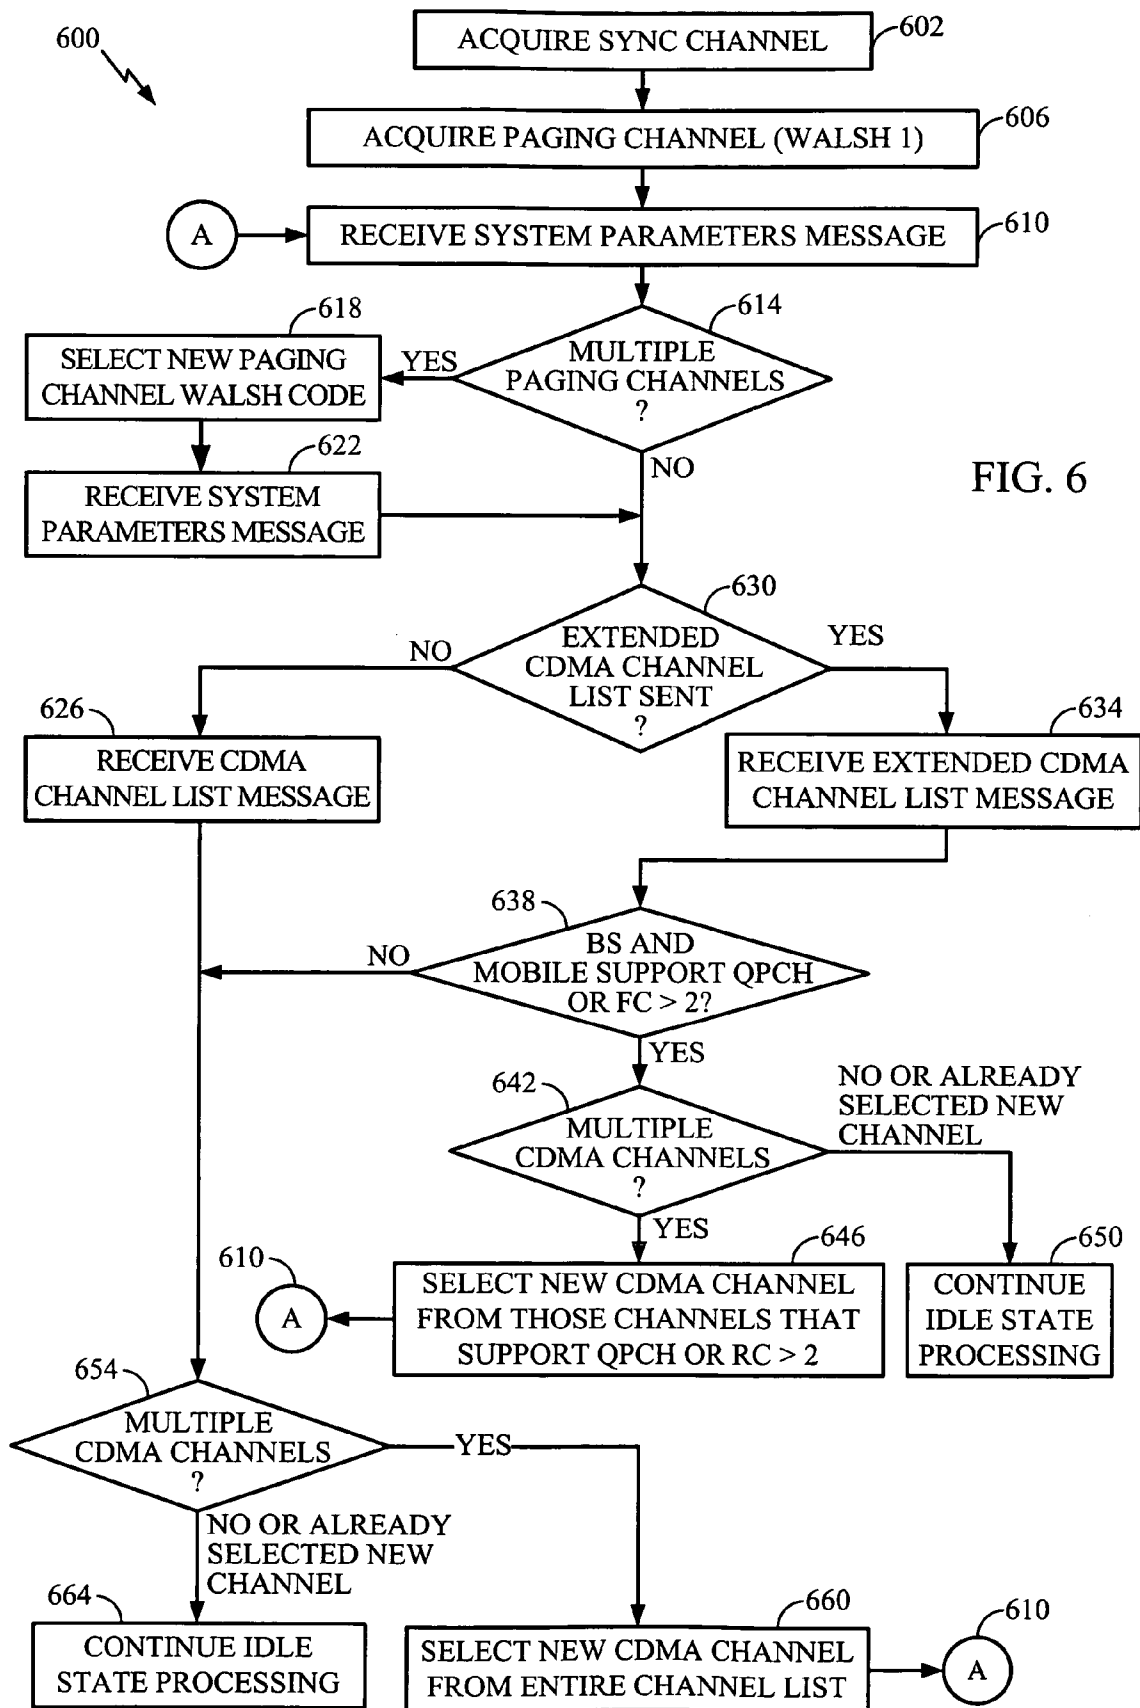 600
602
ACQUIRE SYNC CHANNEL
606
ACQUIRE PAGING CHANNEL (WALSH 1)
610
A
RECEIVE SYSTEM PARAMETERS MESSAGE
614
MULTIPLE
PAGING CHANNELS
?
YES
618
SELECT NEW PAGING
CHANNEL WALSH CODE
622
RECEIVE SYSTEM
PARAMETERS MESSAGE
NO
FIG. 6
630
EXTENDED
CDMA CHANNEL
LIST SENT
?
NO
YES
626
RECEIVE CDMA
CHANNEL LIST MESSAGE
634
RECEIVE EXTENDED CDMA
CHANNEL LIST MESSAGE
638
BS AND
MOBILE SUPPORT QPCH
OR FC > 2?
NO
YES
642
MULTIPLE
CDMA CHANNELS
?
NO OR ALREADY
SELECTED NEW
CHANNEL
YES
610
A
646
SELECT NEW CDMA CHANNEL
FROM THOSE CHANNELS THAT
SUPPORT QPCH OR RC > 2
650
CONTINUE
IDLE STATE
PROCESSING
654
MULTIPLE
CDMA CHANNELS
?
YES
NO OR ALREADY
SELECTED NEW
CHANNEL
664
CONTINUE IDLE
STATE PROCESSING
660
SELECT NEW CDMA CHANNEL
FROM ENTIRE CHANNEL LIST
610
A